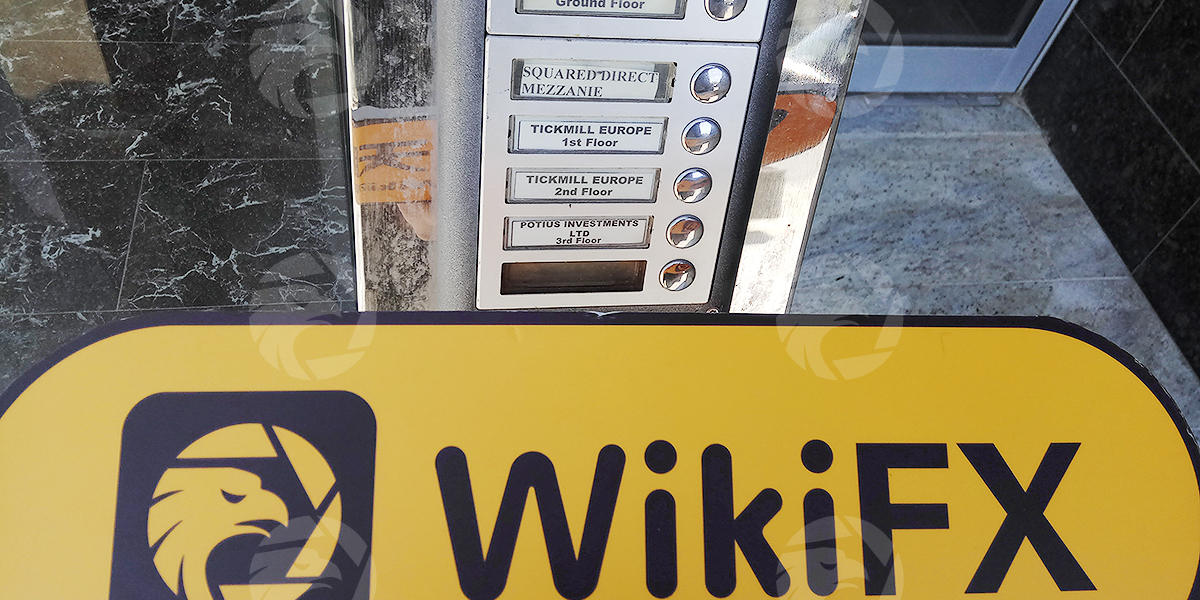 Ground Floor
SQUARED DIRECT
MEZZANIE
TICKMILL EUROPE
1st Floor
TICKMILL EUROPE
2nd Floor
POTIUS INVESTMENTS
LTD
3rd Floor
WikiFX